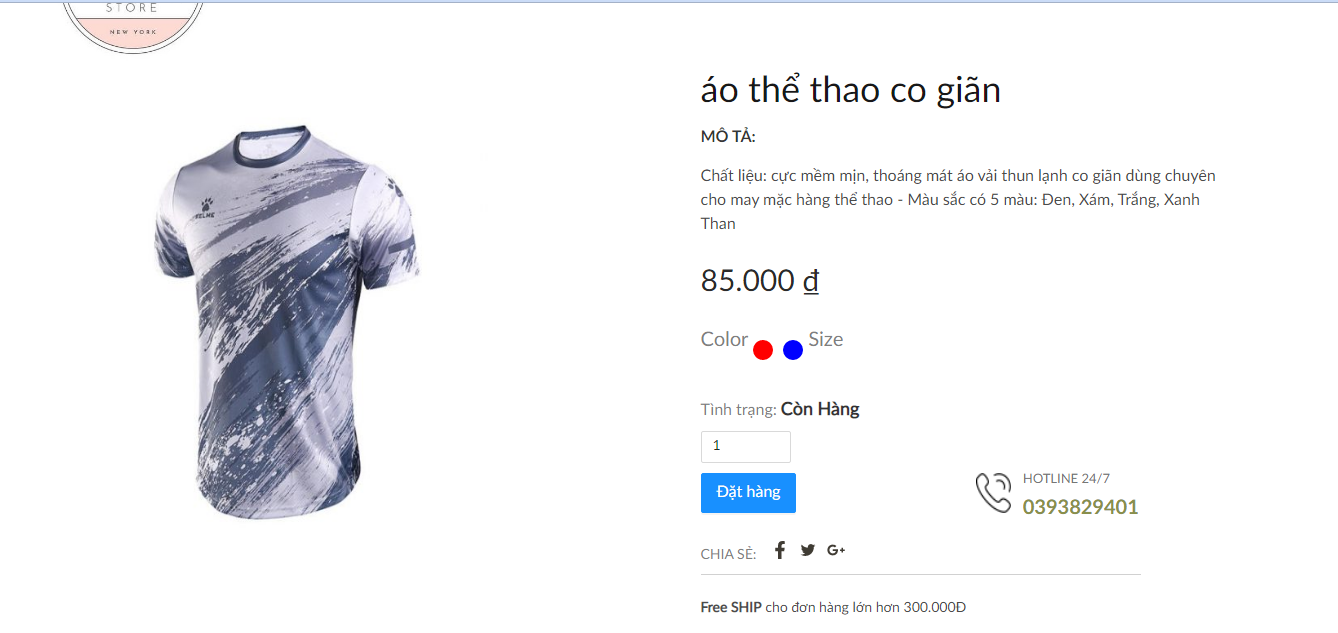 STORE
NEW YORK
áo thể thao co giãn
MÔ TẢ:
Chất liệu: cực mềm mịn, thoáng mát áo vải thun lạnh co giãn dùng chuyên
cho may mặc hàng thể thao - Màu sắc có 5 màu: Đen, Xám, Trắng, Xanh
Than
KELME
85.000 ₫
Color Size
Tình trạng: Còn Hàng
1
Đặt hàng
HOTLINE 24/7
0393829401
CHIA SẺ: G+
Free SHIP cho đơn hàng lớn hơn 300.000Đ